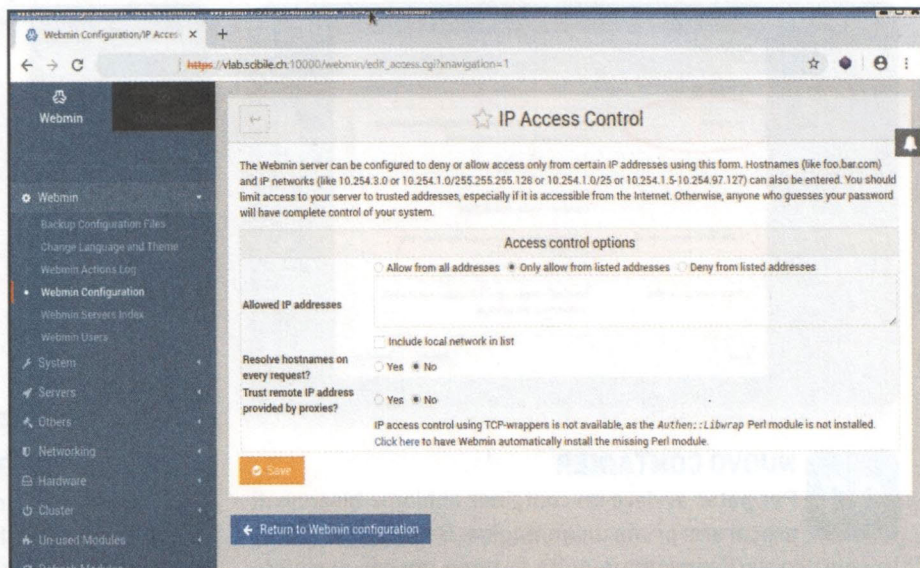 Webmin Configuration/IP Acces
https://vlab.scibile.ch:10000/webmin/edit_access.cgi?xnavigation=1
Webmin
IP Access Control
The Webmin server can be configured to deny or allow access only from certain IP addresses using this form. Hostnames (like foo.bar.com)
and IP networks (like 10.254.3.0 or 10.254.1.0/255.255.255.128 or 10.254.1.0/25 or 10.254.1.5-10.254.97.127) can also be entered. You should
limit access to your server to trusted addresses, especially if it is accessible from the Internet. Otherwise, anyone who guesses your password
will have complete control of your system.
Access control options
Allow from all addresses Only allow from listed addresses Deny from listed addresses
Allowed IP addresses
Include local network in list
Resolve hostnames on
every request?
Yes No
Trust remote IP address
provided by proxies?
Yes No
IP access control using TCP-wrappers is not available, as the Authen::Libwrap Perl module is not installed.
Click here to have Webmin automatically install the missing Perl module.
Save
Return to Webmin configuration
Webmin
Backup Configuration Files
Change Language and Theme
Webmin Actions Log
Webmin Configuration
Webmin Servers Index
Webmin Users
System
Servers
Others
Networking
Hardware
Cluster
Un-used Modules
Refresh Modules
NUOVO CONTAINER